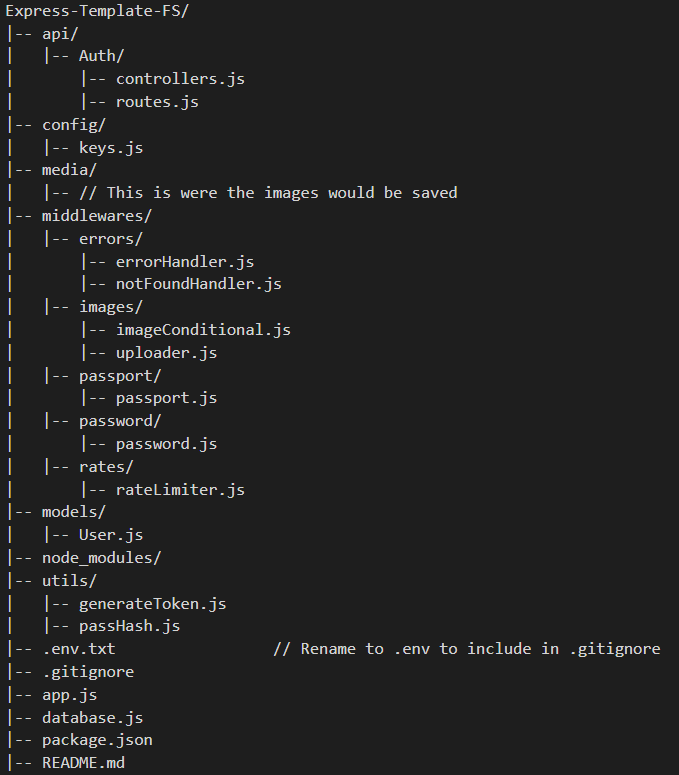 Express-Template-FS/
|-- api/
|   |-- Auth/
|       |-- controllers.js
|       |-- routes.js
|-- config/
|   |-- keys.js
|-- media/
|   |-- // This is were the images would be saved
|-- middlewares/
|   |-- errors/
|       |-- errorHandler.js
|       |-- notFoundHandler.js
|   |-- images/
|       |-- imageConditional.js
|       |-- uploader.js
|   |-- passport/
|       |-- passport.js
|   |-- password/
|       |-- password.js
|   |-- rates/
|       |-- rateLimiter.js
|-- models/
|   |-- User.js
|-- node_modules/
|-- utils/
|   |-- generateToken.js
|   |-- passHash.js
|-- .env.txt                 // Rename to .env to include in .gitignore
|-- .gitignore
|-- app.js
|-- database.js
|-- package.json
|-- README.md